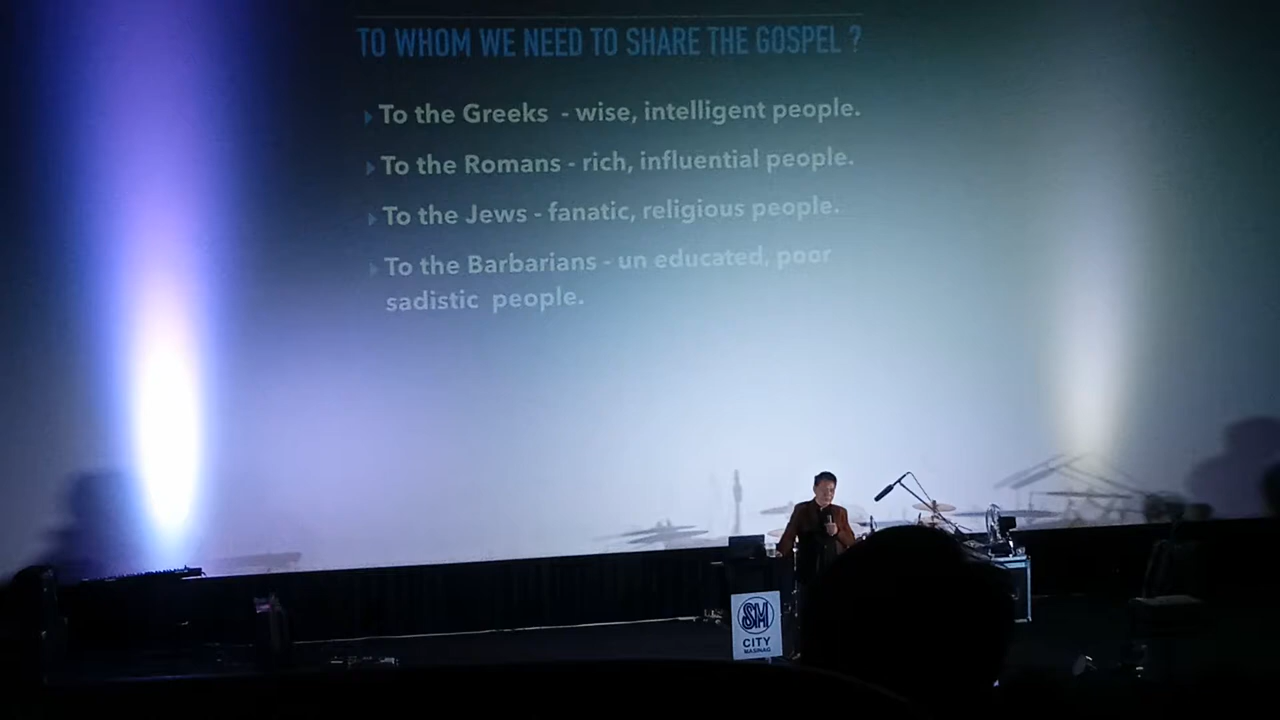 TO WHOM WE NEED TO SHARE THE GOSPEL ?
To the Greeks - wise, intelligent people.
To the Romans - rich, influential people.
To the Jews - fanatic, religious people.
To the Barbarians - un educated, poor
sadistic people.
SM
CITY
MASINAG